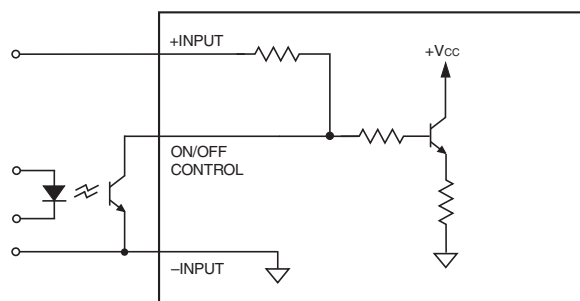 +INPUT
+VCC
ON/OFF
CONTROL
–INPUT